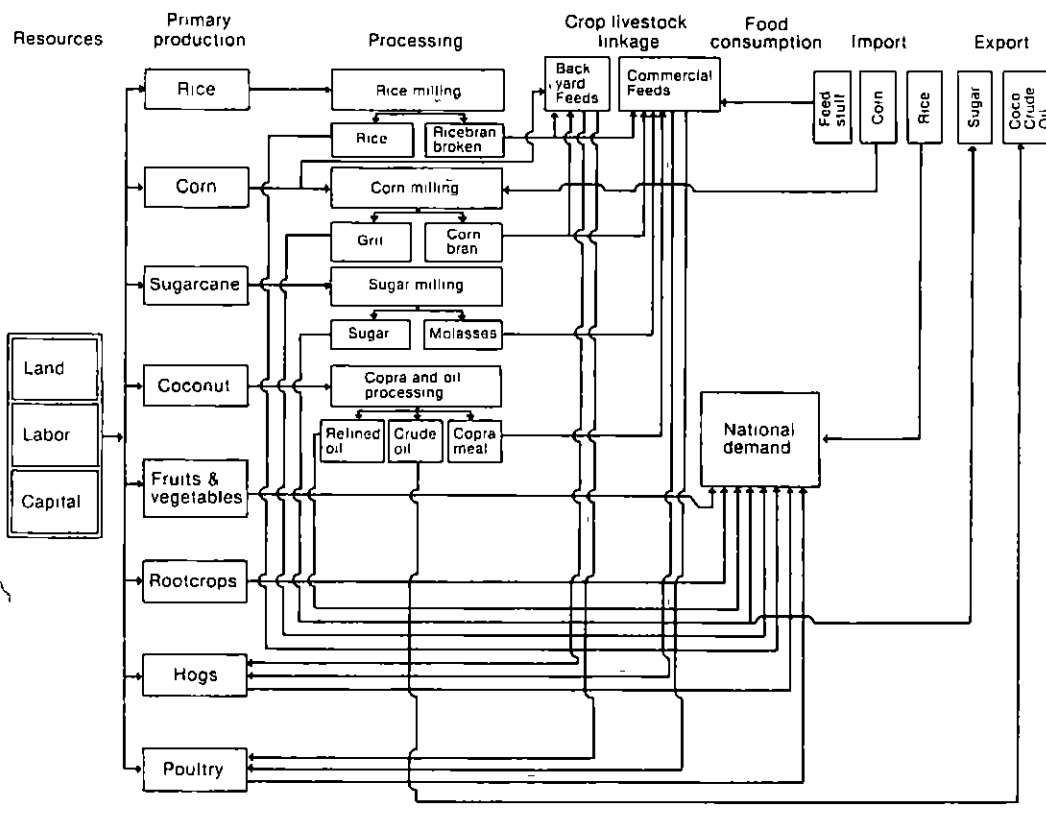 Resources
Primary
production
Processing
Crop livestock
linkage
Food
consumption
Import
Export
Rice
Rice milling
Back
yard
Feeds
Commercial
Feeds
Feed
stuff
Corn
Rice
Sugar
Coco
Crude
Oil
Rice
Ricebran
broken
Corn
Corn milling
Grit
Corn
bran
Sugarcane
Sugar milling
Sugar
Molasses
Land
Labor
Capital
Coconut
Copra and oil
processing
Refined
oil
Crude
oil
Copra
meal
National
demand
Fruits &
vegetables
Rootcrops
Hogs
Poultry